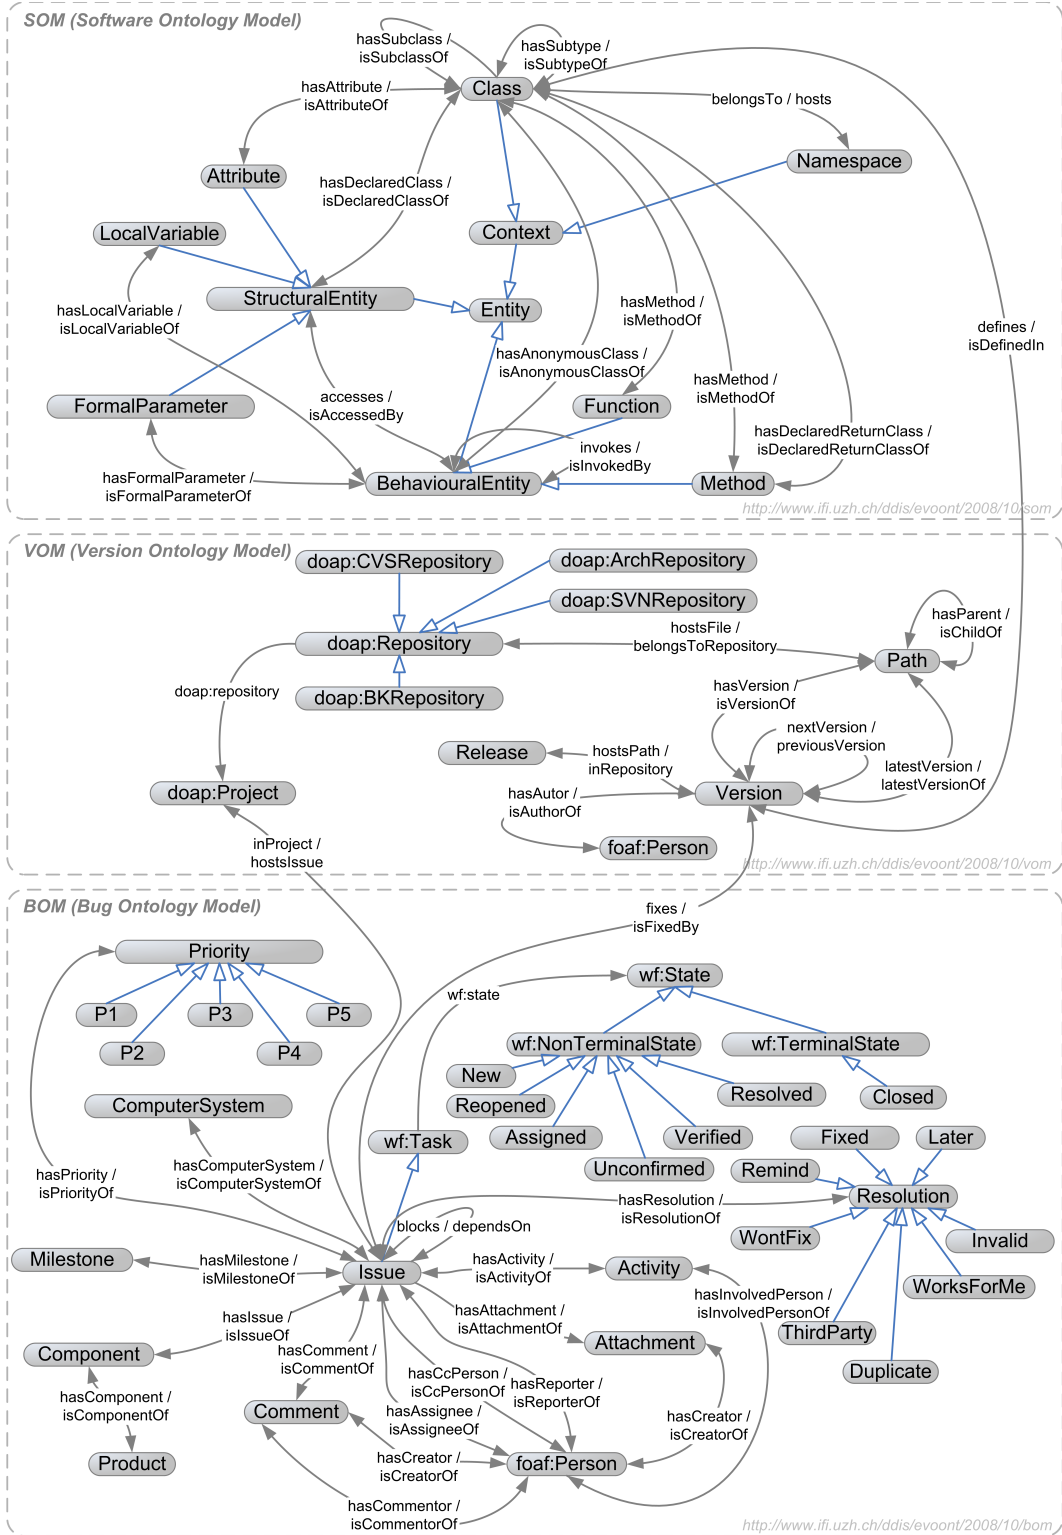 SOM (Software Ontology Model)
hasSubclass /
isSubclassOf
hasSubtype /
isSubtypeOf
Class
hasAttribute /
isAttributeOf
belongsTo / hosts
Namespace
Attribute
hasDeclaredClass /
isDeclaredClassOf
LocalVariable
Context
StructuralEntity
Entity
hasLocalVariable /
isLocalVariableOf
hasMethod /
isMethodOf
defines /
isDefinedIn
hasAnonymousClass /
isAnonymousClassOf
hasMethod /
isMethodOf
FormalParameter
accesses /
isAccessedBy
Function
hasDeclaredReturnClass /
isDeclaredReturnClassOf
invokes /
isInvokedBy
hasFormalParameter /
isFormalParameterOf
BehaviouralEntity
Method
http://www.ifi.uzh.ch/ddis/evoont/2008/10/som
VOM (Version Ontology Model)
doap:CVSRepository
doap:ArchRepository
doap:SVNRepository
hasParent /
isChildOf
hostsFile /
belongsToRepository
doap:Repository
Path
doap:repository
doap:BKRepository
hasVersion /
isVersionOf
nextVersion /
previousVersion
Release
hostsPath /
inRepository
latestVersion /
latestVersionOf
doap:Project
hasAutor /
isAuthorOf
Version
inProject /
hostsIssue
foaf:Person
http://www.ifi.uzh.ch/ddis/evoont/2008/10/vom
BOM (Bug Ontology Model)
fixes /
isFixedBy
Priority
wf:State
wf:state
P1
P3
P5
P2
P4
wf:NonTerminalState
wf:TerminalState
New
Reopened
Resolved
Closed
ComputerSystem
wf:Task
Assigned
Verified
Fixed
Later
Unconfirmed
Remind
hasPriority /
isPriorityOf
hasComputerSystem /
isComputerSystemOf
hasResolution /
isResolutionOf
Resolution
blocks / dependsOn
WontFix
Invalid
Milestone
hasMilestone /
isMilestoneOf
Issue
hasActivity /
isActivityOf
Activity
WorksForMe
hasInvolvedPerson /
isInvolvedPersonOf
hasIssue /
isIssueOf
hasAttachment /
isAttachmentOf
Attachment
ThirdParty
Component
hasComment /
isCommentOf
Duplicate
hasCcPerson /
isCcPersonOf
hasReporter /
isReporterOf
hasComponent /
isComponentOf
Comment
hasAssignee /
isAssigneeOf
hasCreator /
isCreatorOf
Product
hasCreator /
isCreatorOf
foaf:Person
hasCommentor /
isCommentorOf
http://www.ifi.uzh.ch/ddis/evoont/2008/10/bom